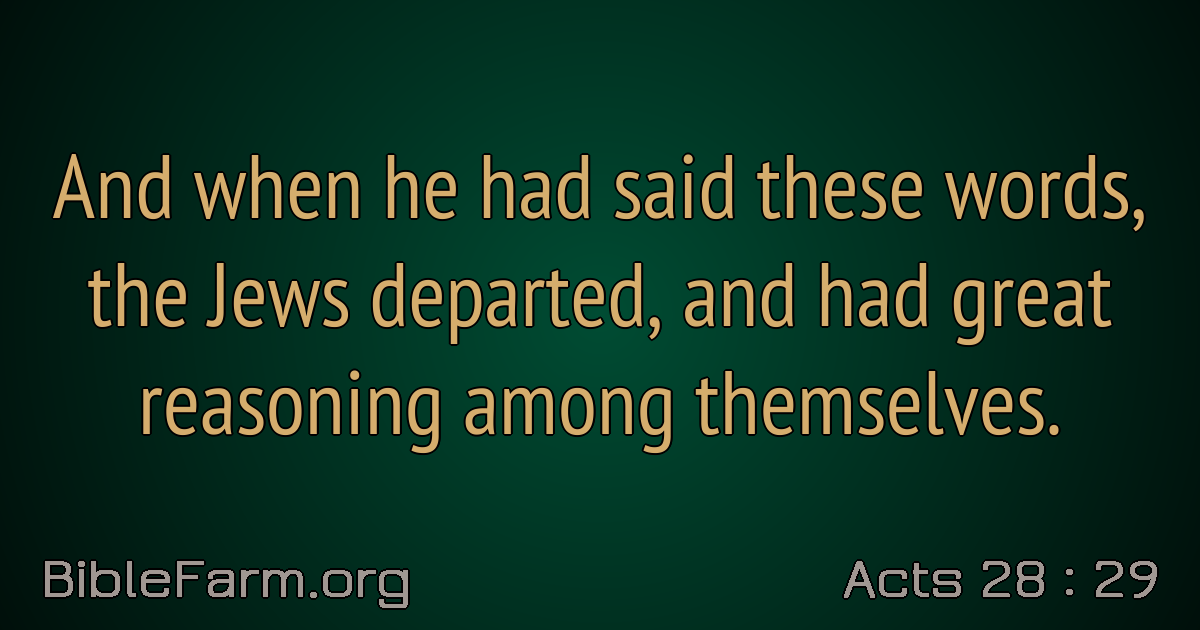 And when he had said these words,
the Jews departed, and had great
reasoning among themselves.
BibleFarm.org
Acts 28 : 29